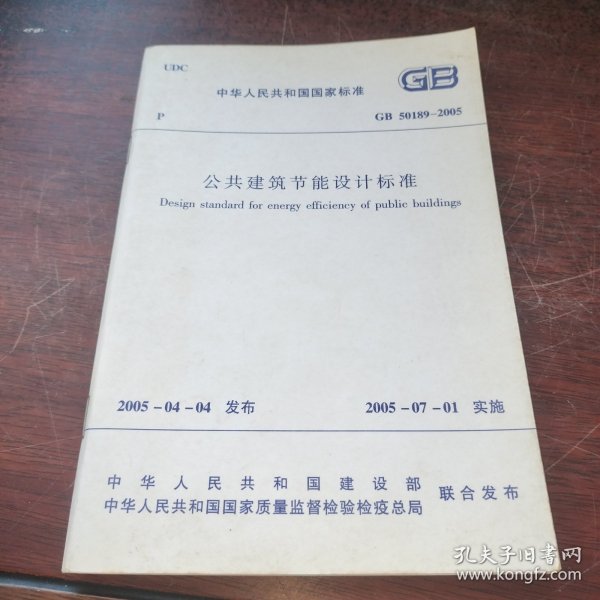 UDC
GB
中华人民共和国国家标准
P
GB 50189-2005
公共建筑节能设计标准
Design standard for energy efficiency of public buildings
2005-04-04 发布
2005-07-01 实施
中华人民共和国建设部
中华人民共和国国家质量监督检验检疫总局
联合发布
孔夫子旧书网
www.kongfz.com